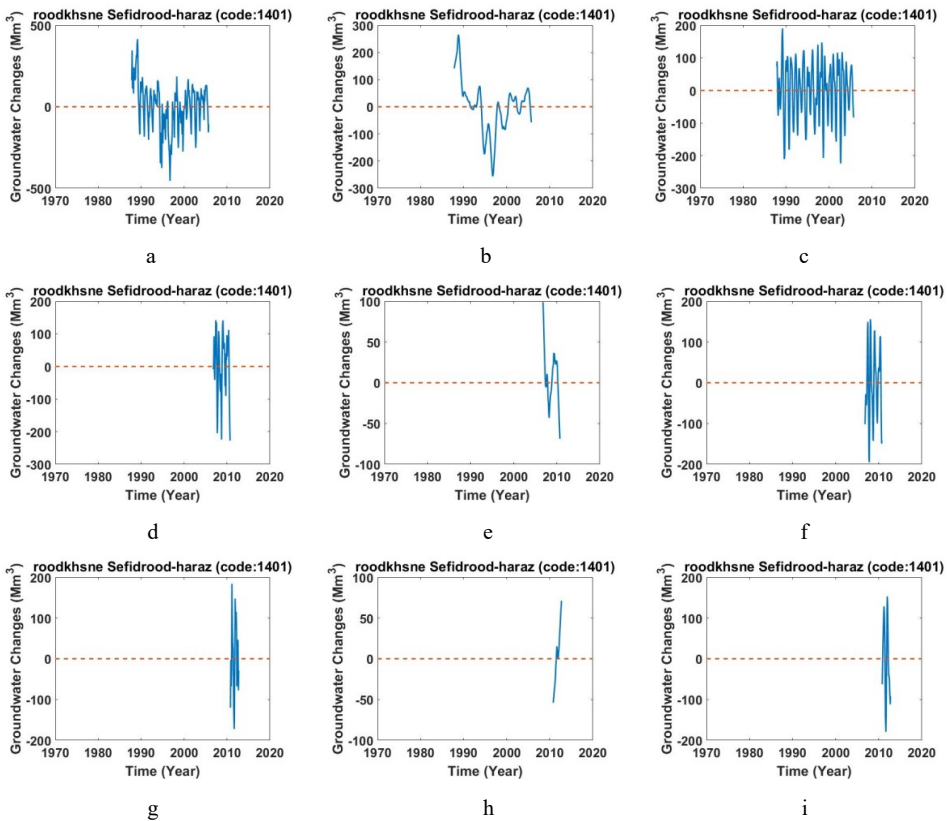 roodkhsne Sefidrood-haraz (code:1401)
Groundwater Changes (Mm³)
500
0
-500
1970 1980 1990 2000 2010 2020
Time (Year)
a
roodkhsne Sefidrood-haraz (code:1401)
Groundwater Changes (Mm³)
300
200
100
0
-100
-200
-300
1970 1980 1990 2000 2010 2020
Time (Year)
b
roodkhsne Sefidrood-haraz (code:1401)
Groundwater Changes (Mm³)
200
100
0
-100
-200
-300
1970 1980 1990 2000 2010 2020
Time (Year)
c
roodkhsne Sefidrood-haraz (code:1401)
Groundwater Changes (Mm³)
200
100
0
-100
-200
-300
1970 1980 1990 2000 2010 2020
Time (Year)
d
roodkhsne Sefidrood-haraz (code:1401)
Groundwater Changes (Mm³)
100
50
0
-50
-100
1970 1980 1990 2000 2010 2020
Time (Year)
e
roodkhsne Sefidrood-haraz (code:1401)
Groundwater Changes (Mm³)
200
100
0
-100
-200
1970 1980 1990 2000 2010 2020
Time (Year)
f
roodkhsne Sefidrood-haraz (code:1401)
Groundwater Changes (Mm³)
200
100
0
-100
-200
1970 1980 1990 2000 2010 2020
Time (Year)
g
roodkhsne Sefidrood-haraz (code:1401)
Groundwater Changes (Mm³)
100
50
0
-50
-100
1970 1980 1990 2000 2010 2020
Time (Year)
h
roodkhsne Sefidrood-haraz (code:1401)
Groundwater Changes (Mm³)
200
100
0
-100
-200
1970 1980 1990 2000 2010 2020
Time (Year)
i